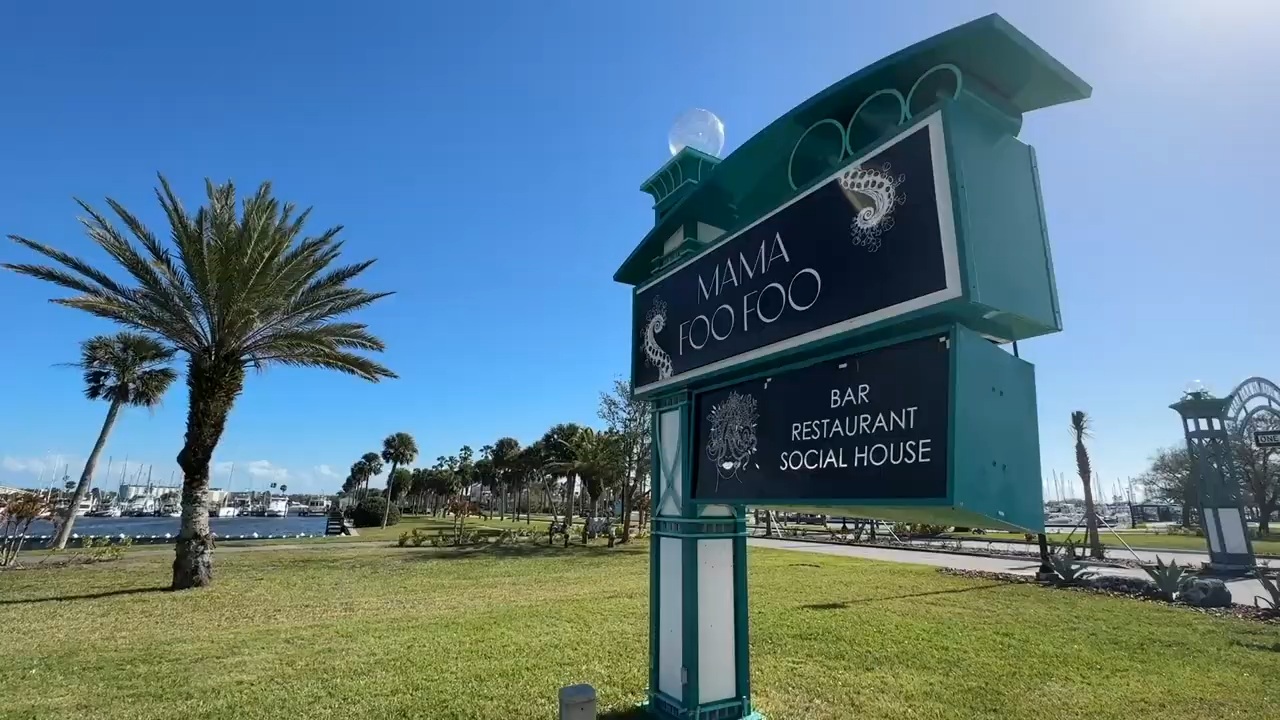 MAMA
FOO FOO
BAR
RESTAURANT
SOCIAL HOUSE